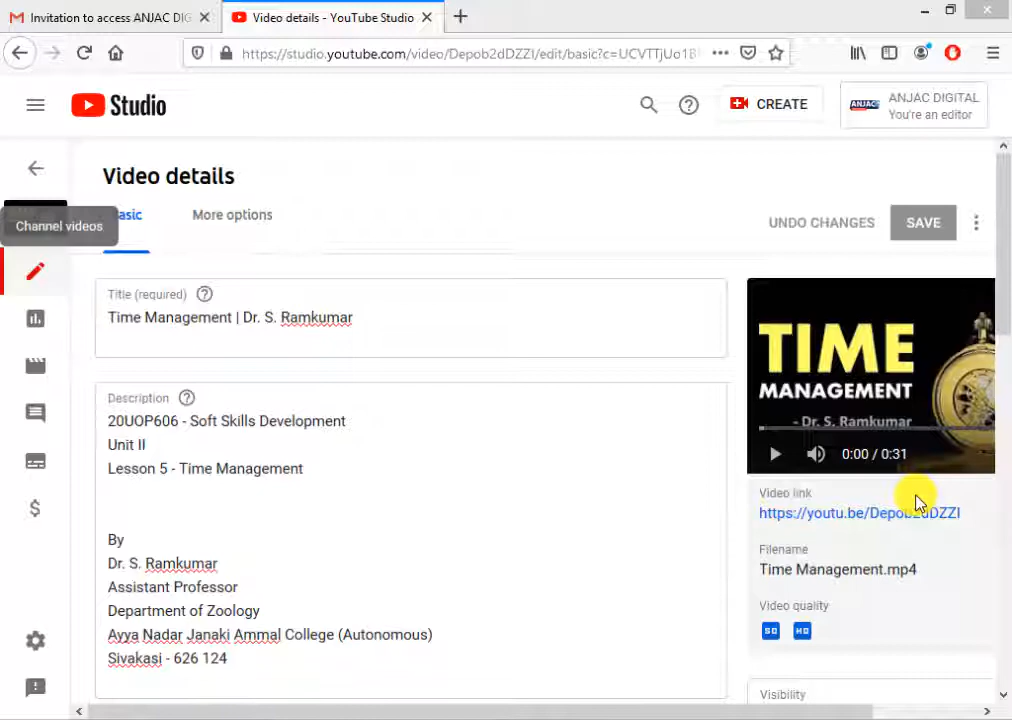 Invitation to access ANJAC DIG
Video details - YouTube Studio
https://studio.youtube.com/video/Depob2dDZZI/edit/basic?c=UCVTTjUo1
Studio
CREATE
ANJAC
ANJAC DIGITAL
You're an editor
Video details
Channel videos
More options
UNDO CHANGES
SAVE
Title (required)
Time Management | Dr. S. Ramkumar
Description
20UOP606 - Soft Skills Development
Unit II
Lesson 5 - Time Management
By
Dr. S. Ramkumar
Assistant Professor
Department of Zoology
Ayya Nadar Janaki Ammal College (Autonomous)
Sivakasi - 626 124
TIME
MANAGEMENT
- Dr. S. Ramkumar
0:00 / 0:31
Video link
https://youtu.be/Depob2dDZZI
Filename
Time Management.mp4
Video quality
SD HD
Visibility